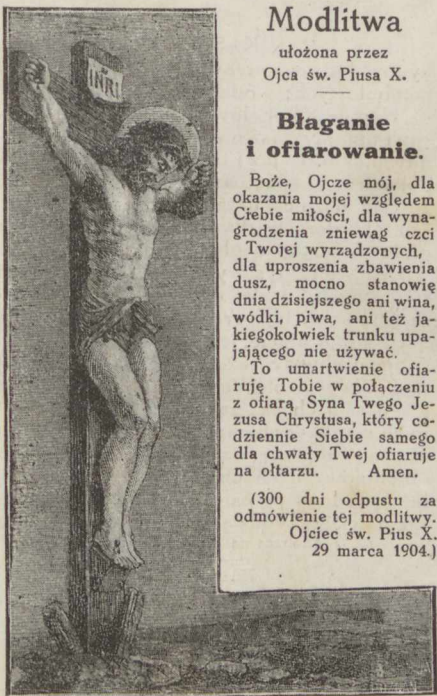 INRI
Modlitwa
ułożona przez
Ojca św. Piusa X.
Błaganie
i ofiarowanie.
Boże, Ojcze mój, dla
okazania mojej względem
Ciebie miłości, dla wyna-
grodzenia zniewag czci
Twojej wyrządzonych,
dla uproszenia zbawienia
dusz, mocno stanowię
dnia dzisiejszego ani wina,
wódki, piwa, ani też ja-
kiegokolwiek trunku upa-
jającego nie używać.
To umartwienie ofia-
ruję Tobie w połączeniu
z ofiarą Syna Twego Je-
zusa Chrystusa, który co-
dziennie Siebie samego
dla chwały Twej ofiaruje
na ołtarzu. Amen.
(300 dni odpustu za
odmówienie tej modlitwy.
Ojciec św. Pius X.
29 marca 1904.)